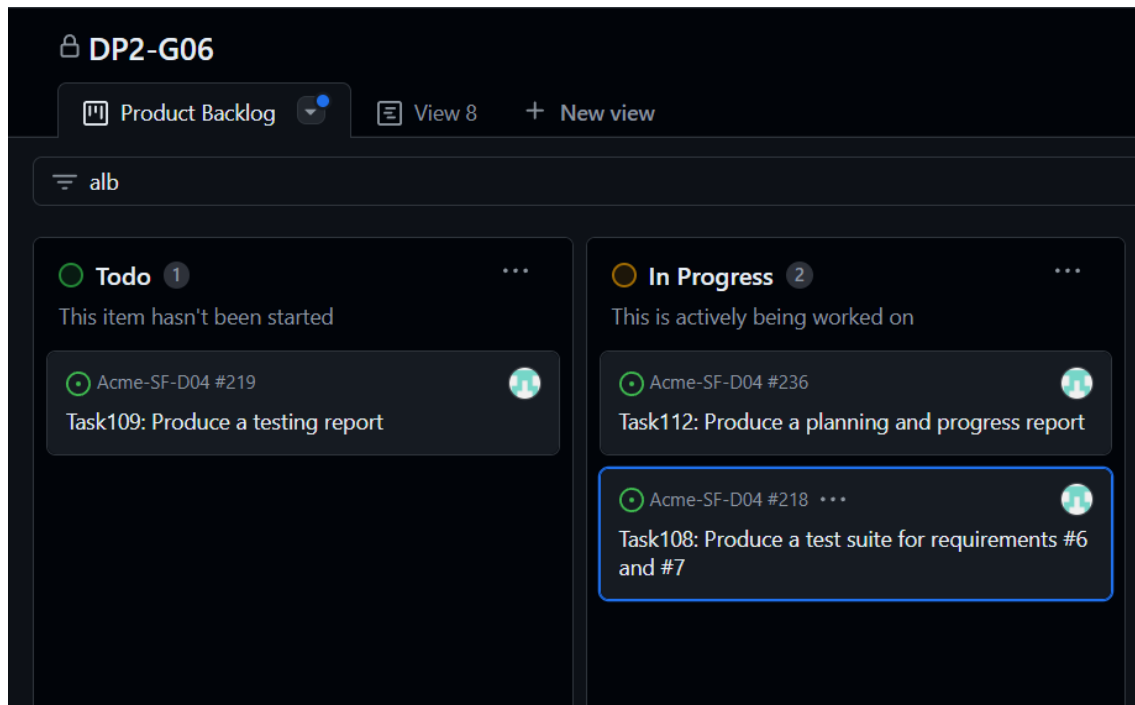 DP2-G06
Product Backlog
View 8
New view
alb
Todo 1
This item hasn't been started
Acme-SF-D04 #219
Task109: Produce a testing report
In Progress 2
This is actively being worked on
Acme-SF-D04 #236
Task112: Produce a planning and progress report
Acme-SF-D04 #218
Task108: Produce a test suite for requirements #6
and #7